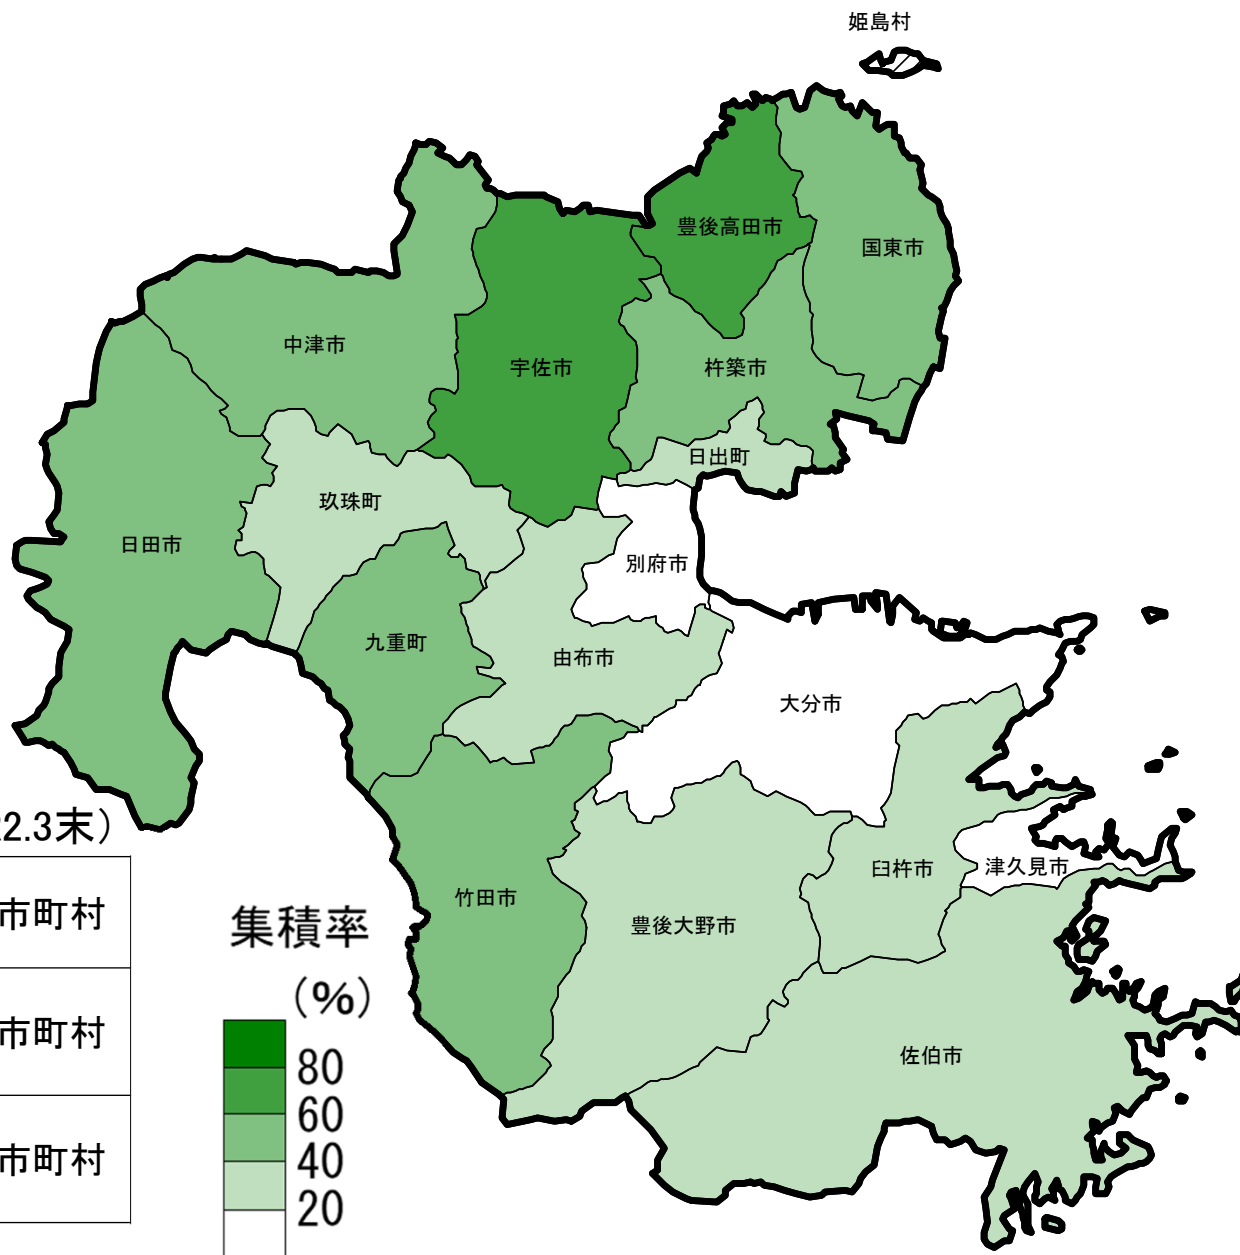 姫島村
豊後高田市
国東市
中津市
宇佐市
杵築市
日出町
玖珠町
日田市
別府市
九重町
由布市
大分市
2.3末）
市町村
市町村
市町村
竹田市
豊後大野市
臼杵市
津久見市
佐伯市
集積率
（%）
80
60
40
20